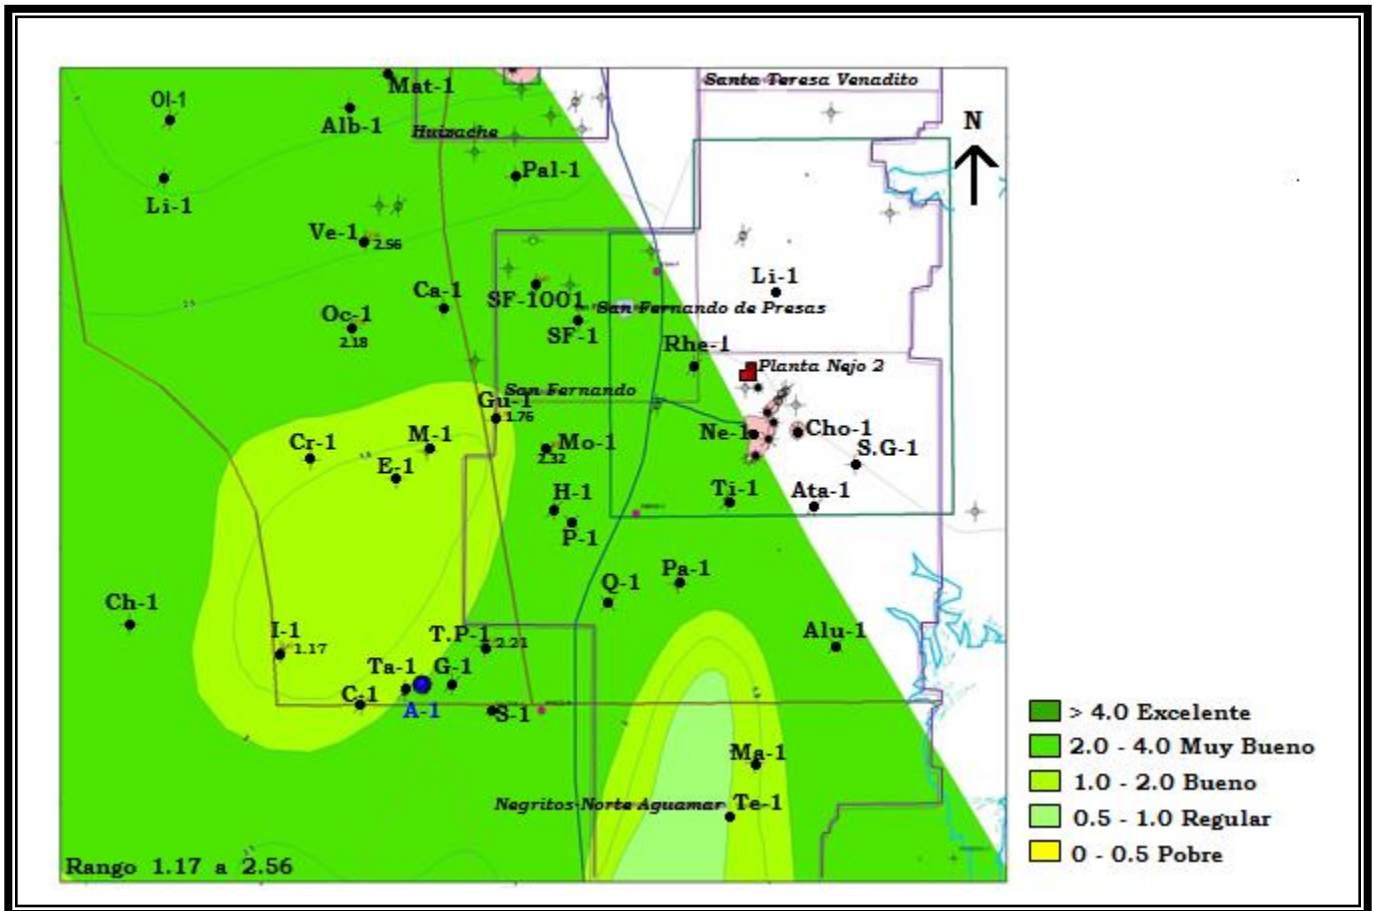 Santa Teresa Venadito
Mat-1
Ol-1
Alb-1
Huizache
N
Pal-1
Li-1
Ve-1
2.56
Li-1
Ca-1
SF-1001
San Fernando de Presas
Oc-1
2.18
SF-1
Rhe-1
Planta Nejo 2
San Fernando
Gu-1
1.76
Cr-1
M-1
Mo-1
2.32
Ne-1
Cho-1
S.G-1
E-1
H-1
Ti-1
Ata-1
P-1
Pa-1
Q-1
Ch-1
I-1
1.17
T.P-1
2.21
Alu-1
Ta-1
G-1
C-1
A-1
S-1
Ma-1
Negritos-Norte Aguamar
Te-1
Rango 1.17 a 2.56
> 4.0 Excelente
2.0 - 4.0 Muy Bueno
1.0 - 2.0 Bueno
0.5 - 1.0 Regular
0 - 0.5 Pobre